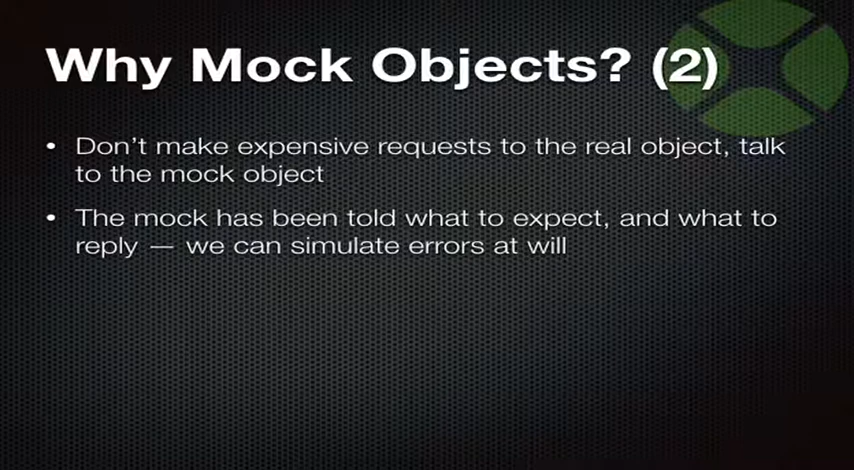 Why Mock Objects? (2)
• Don’t make expensive requests to the real object, talk
to the mock object
• The mock has been told what to expect, and what to
reply — we can simulate errors at will